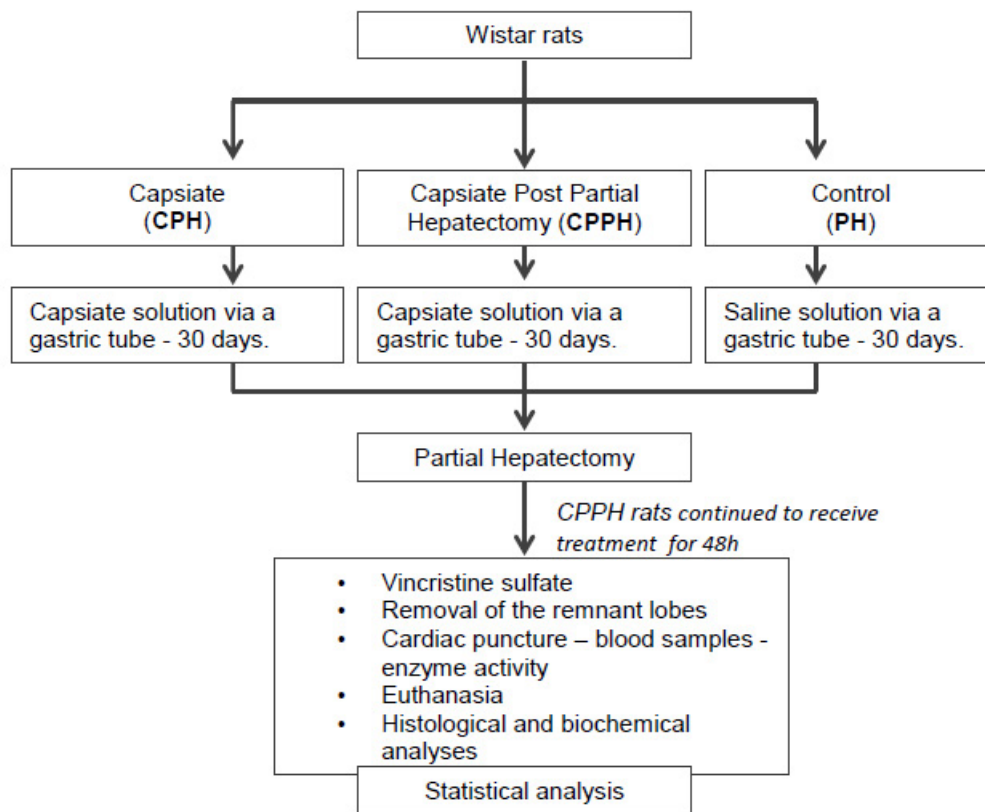 Wistar rats
Capsiate
(CPH)
Capsiate Post Partial
Hepatectomy (CPPH)
Control
(PH)
Capsiate solution via a
gastric tube - 30 days.
Capsiate solution via a
gastric tube - 30 days.
Saline solution via a
gastric tube - 30 days.
Partial Hepatectomy
CPPH rats continued to receive
treatment for 48h
• Vincristine sulfate
• Removal of the remnant lobes
• Cardiac puncture – blood samples -
enzyme activity
• Euthanasia
• Histological and biochemical
analyses
Statistical analysis